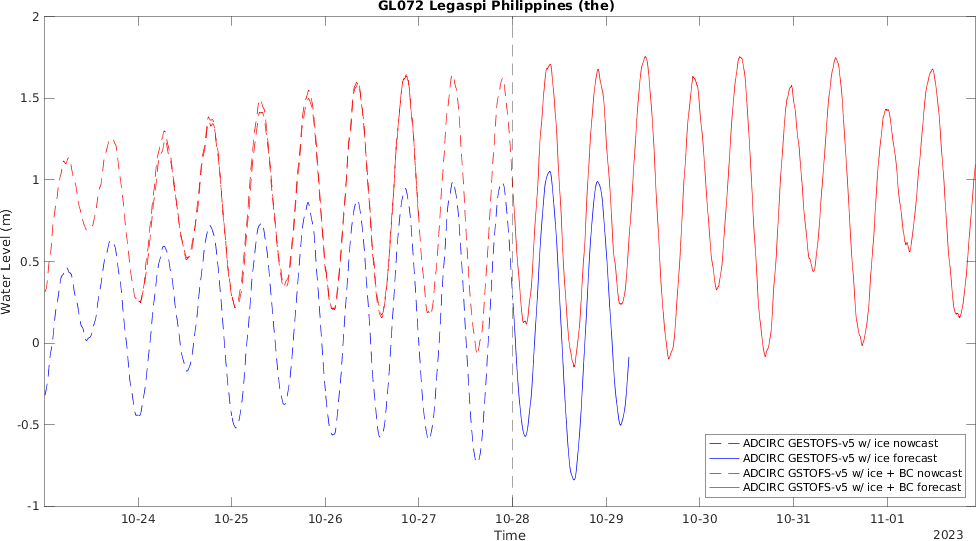 GL072 Legaspi Philippines (the)
2
1.5
1
0.5
0
-0.5
-1
Water Level (m)
10-24
10-25
10-26
10-27
10-28
10-29
10-30
10-31
11-01
Time
2023
ADCIRC GESTOFS-v5 w/ ice nowcast
ADCIRC GESTOFS-v5 w/ ice forecast
ADCIRC GSTOFS-v5 w/ ice + BC nowcast
ADCIRC GSTOFS-v5 w/ ice + BC forecast